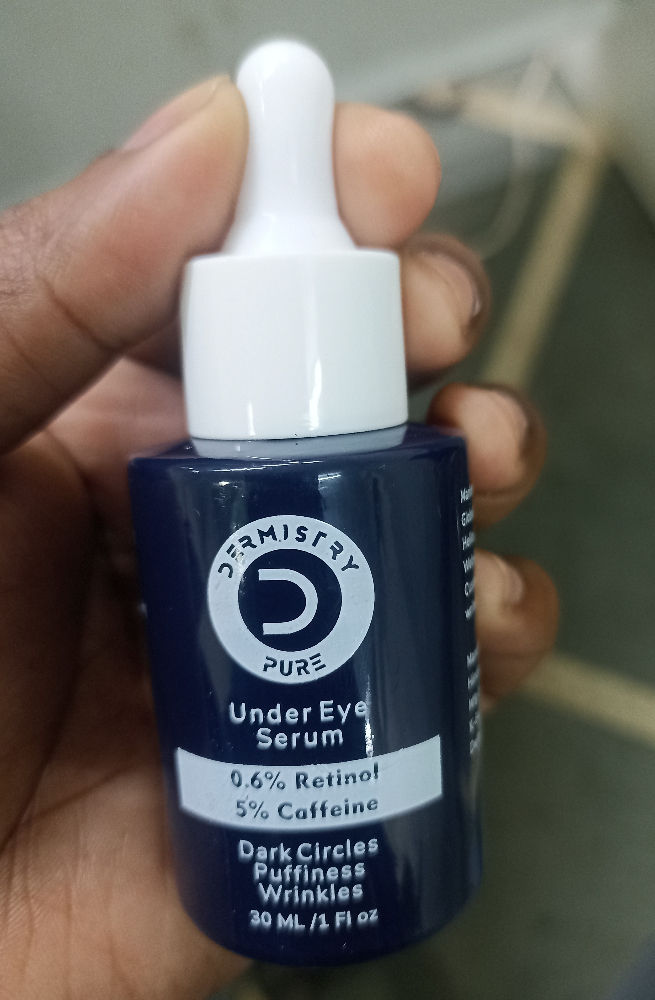 DERMISTRY
PURE
Under Eye
Serum
0.6% Retinol
5% Caffeine
Dark Circles
Puffiness
Wrinkles
30 ML /1 Fl oz